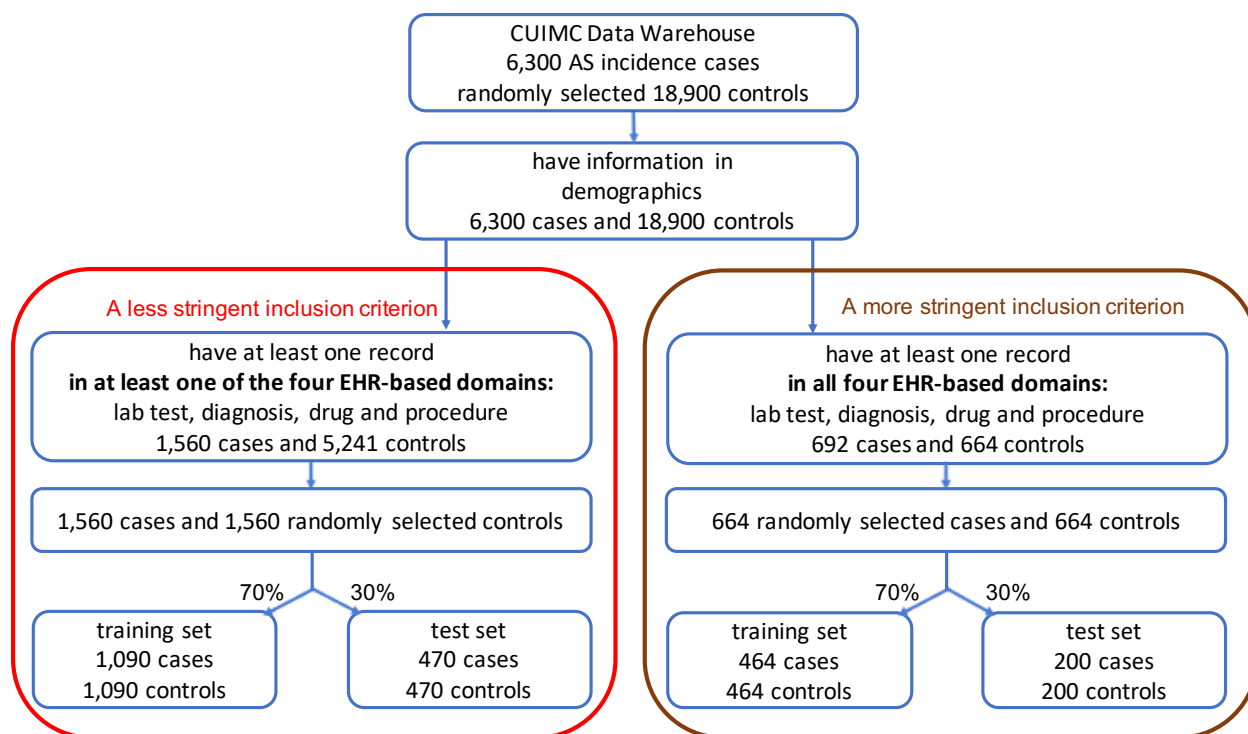 CUIMC Data Warehouse
6,300 AS incidence cases
randomly selected 18,900 controls
have information in
demographics
6,300 cases and 18,900 controls
A less stringent inclusion criterion
have at least one record
in at least one of the four EHR-based domains:
lab test, diagnosis, drug and procedure
1,560 cases and 5,241 controls
1,560 cases and 1,560 randomly selected controls
70%
30%
training set
1,090 cases
1,090 controls
test set
470 cases
470 controls
A more stringent inclusion criterion
have at least one record
in all four EHR-based domains:
lab test, diagnosis, drug and procedure
692 cases and 664 controls
664 randomly selected cases and 664 controls
70%
30%
training set
464 cases
464 controls
test set
200 cases
200 controls